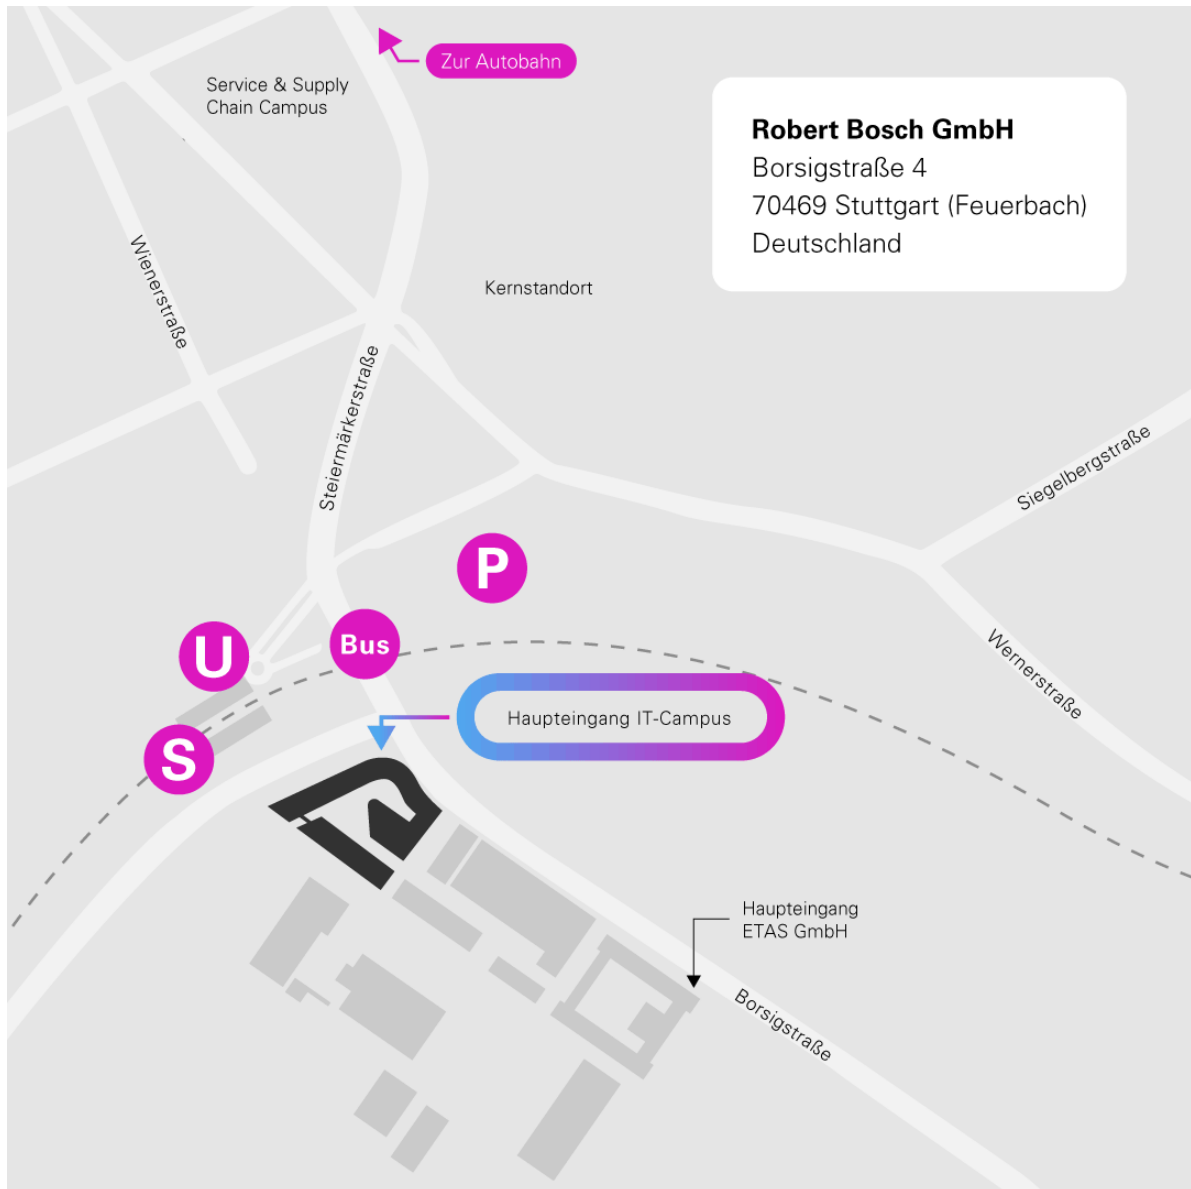 Zur Autobahn
Service & Supply
Chain Campus
Robert Bosch GmbH
Borsigstraße 4
70469 Stuttgart (Feuerbach)
Deutschland
Wienerstraße
Kernstandort
Steiermärkerstraße
Siegelbergstraße
P
U
Bus
Wernerstraße
S
Haupteingang IT-Campus
Haupteingang
ETAS GmbH
Borsigstraße